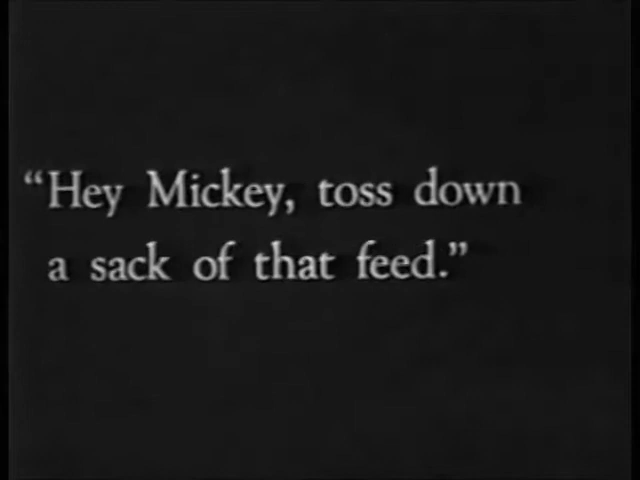 “Hey Mickey, toss down
a sack of that feed.”